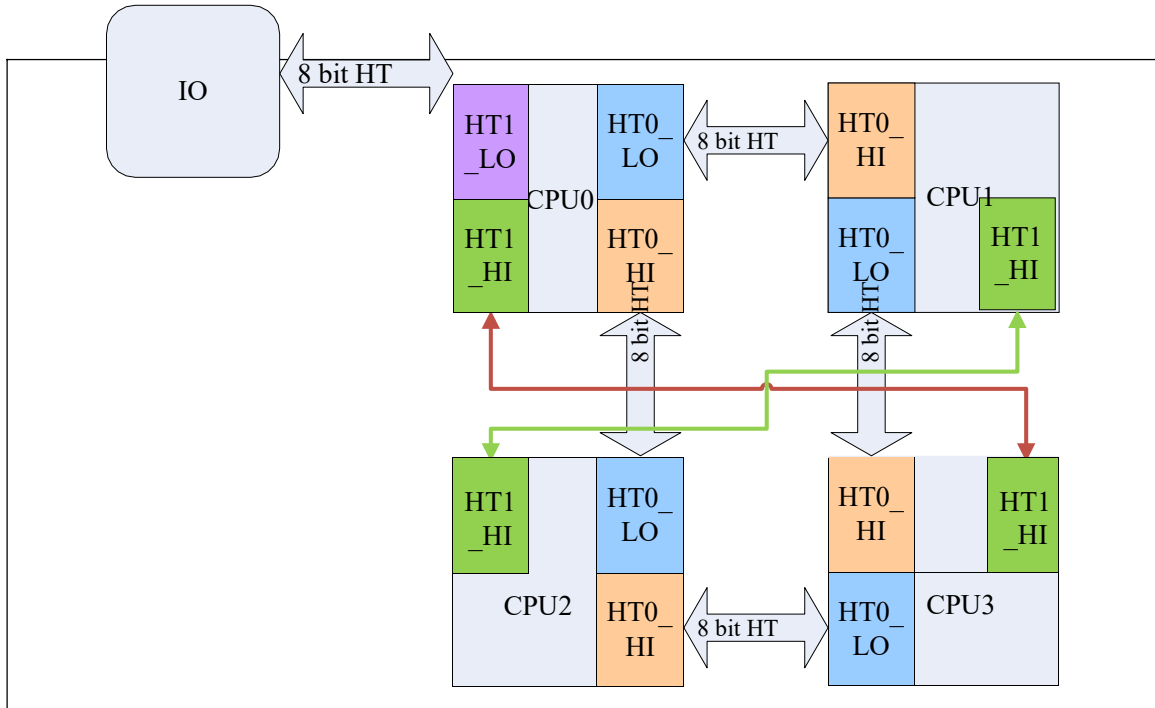 IO
8 bit HT
HT1
_LO
CPU0
HT0_
LO
HT1
_HI
HT0_
HI
8 bit HT
HT0_
HI
CPU1
HT0_
LO
HT1
_HI
8 bit HT
8 bit HT
HT1
_HI
HT0_
LO
CPU2
HT0_
HI
8 bit HT
HT0_
HI
HT1
_HI
CPU3
HT0_
LO